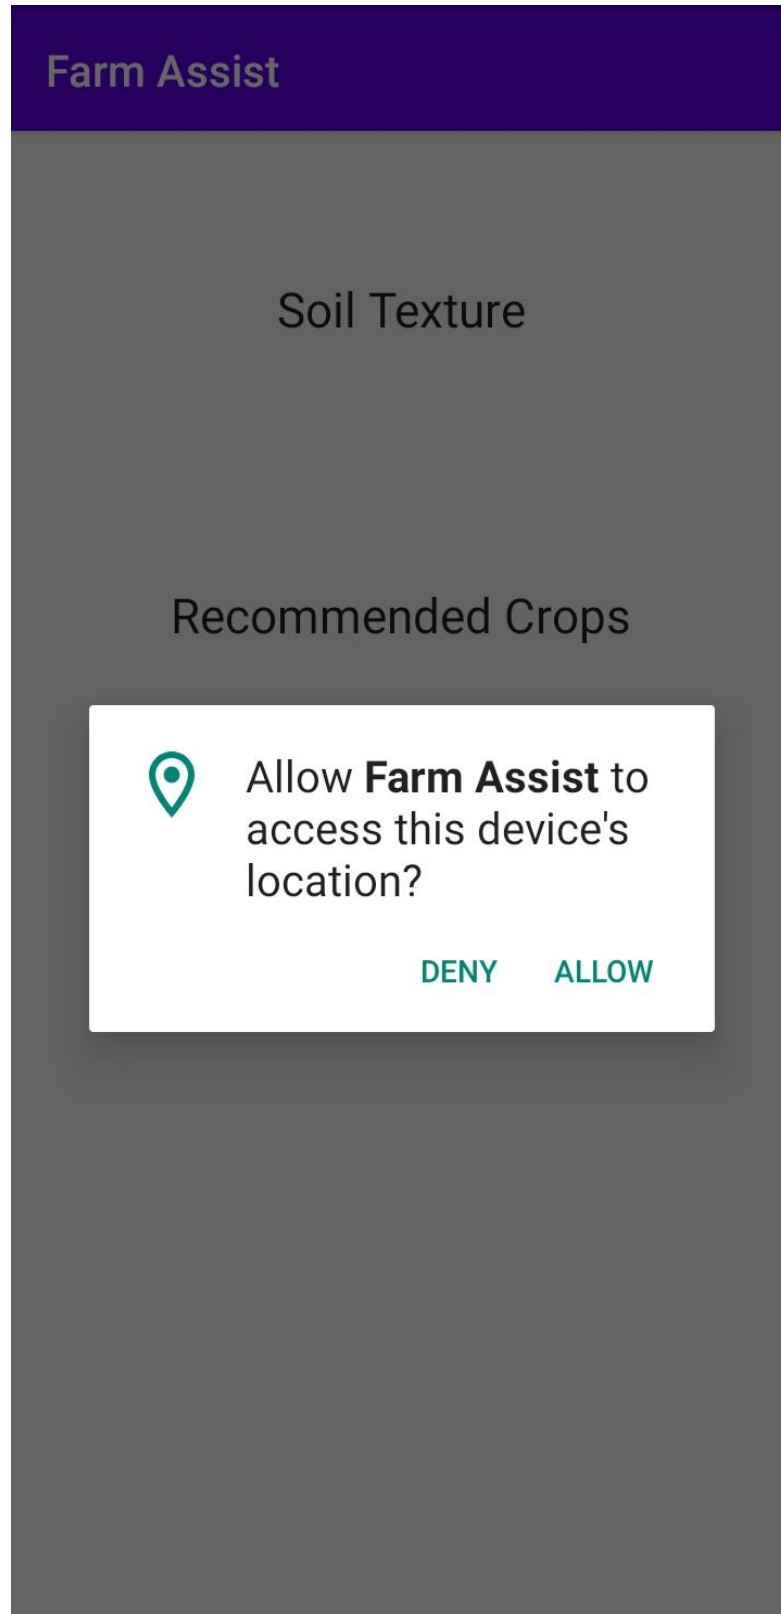 Farm Assist
Soil Texture
Recommended Crops
Allow Farm Assist to
access this device's
location?
DENY ALLOW